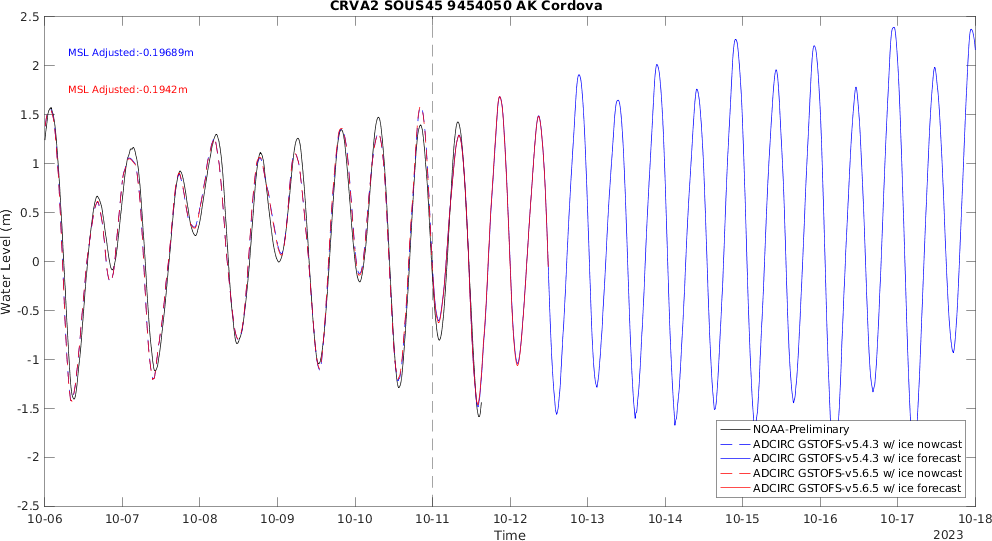 CRVA2 SOUS45 9454050 AK Cordova
2.5
2
1.5
1
0.5
0
-0.5
-1
-1.5
-2
-2.5
Water Level (m)
MSL Adjusted:-0.19689m
MSL Adjusted:-0.1942m
NOAA-Preliminary
ADCIRC GSTOFS-v5.4.3 w/ ice nowcast
ADCIRC GSTOFS-v5.4.3 w/ ice forecast
ADCIRC GSTOFS-v5.6.5 w/ ice nowcast
ADCIRC GSTOFS-v5.6.5 w/ ice forecast
10-06 10-07 10-08 10-09 10-10 10-11 10-12 10-13 10-14 10-15 10-16 10-17 10-18
Time
2023